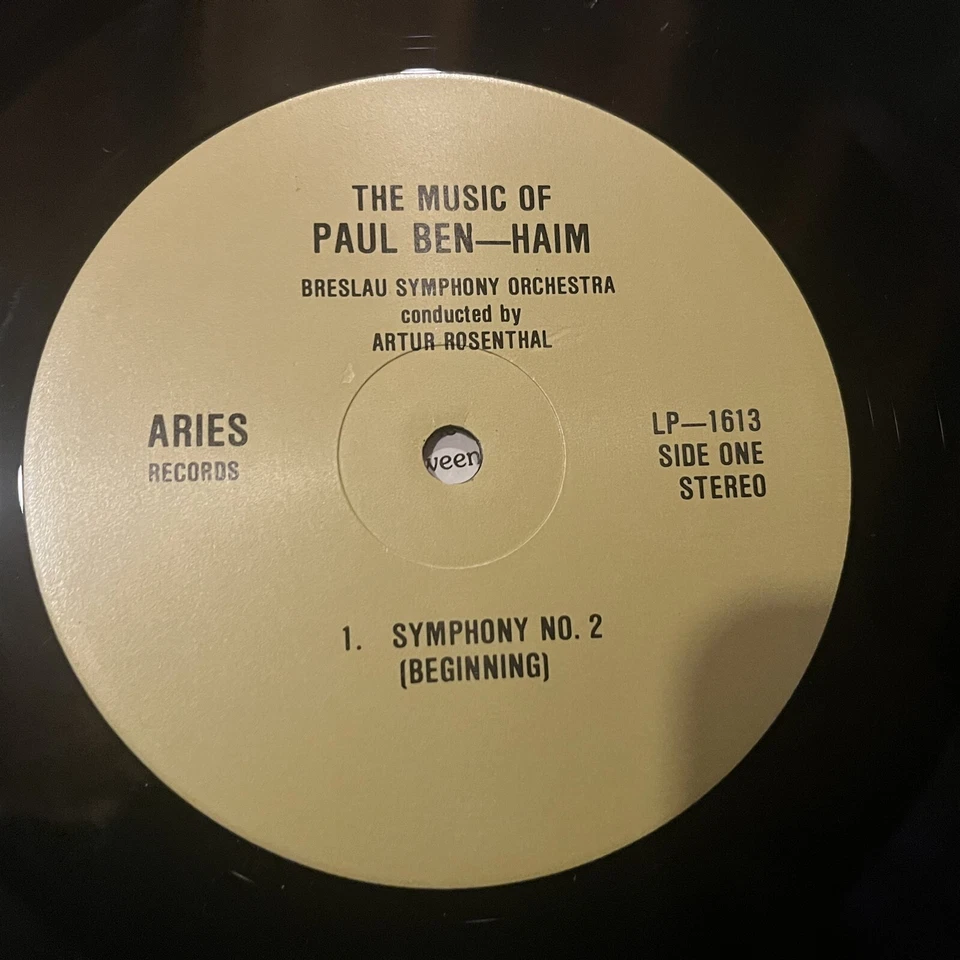 THE MUSIC OF
PAUL BEN—HAIM
BRESLAU SYMPHONY ORCHESTRA
conducted by
ARTUR ROSENTHAL
ARIES
RECORDS
LP—1613
SIDE ONE
STEREO
veen
1. SYMPHONY NO. 2
(BEGINNING)